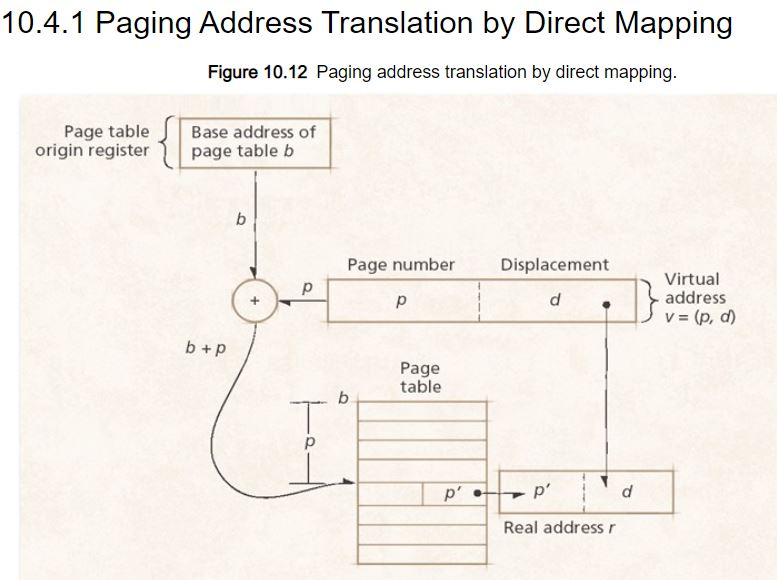 10.4.1 Paging Address Translation by Direct Mapping
Figure 10.12 Paging address translation by direct mapping.
Page table
origin register
Base address of
page table b
b
Page number
Displacement
p
+
p
d
Virtual
address
v = (p, d)
b + p
Page
table
b
p
p′
p′
d
Real address r